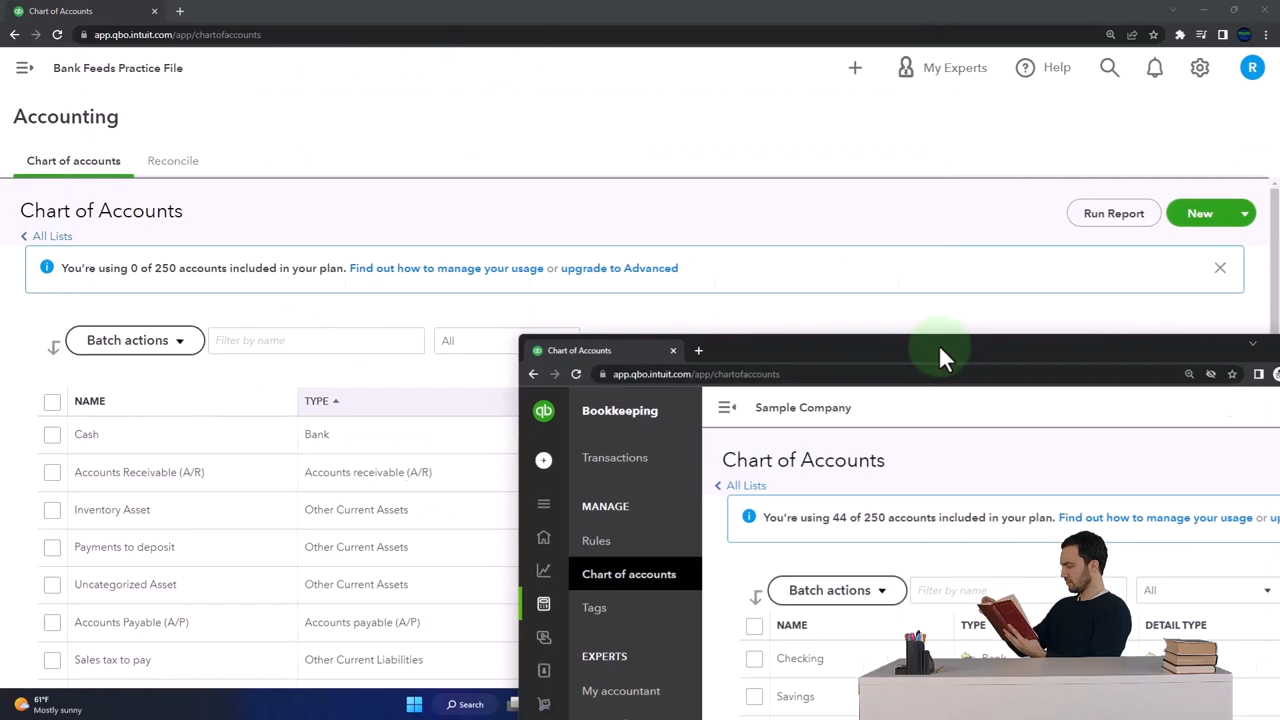 Chart of Accounts
app.qbo.intuit.com/app/chartofaccounts
Bank Feeds Practice File
My Experts
Help
R
Accounting
Chart of accounts
Reconcile
Chart of Accounts
Run Report
New
All Lists
You're using 0 of 250 accounts included in your plan. Find out how to manage your usage or upgrade to Advanced
Batch actions
Filter by name
All
NAME
TYPE
Cash
Bank
Accounts Receivable (A/R)
Accounts receivable (A/R)
Inventory Asset
Other Current Assets
Payments to deposit
Other Current Assets
Uncategorized Asset
Other Current Assets
Accounts Payable (A/P)
Accounts payable (A/P)
Sales tax to pay
Other Current Liabilities
Chart of Accounts
app.qbo.intuit.com/app/chartofaccounts
qb
Bookkeeping
Transactions
MANAGE
Rules
Chart of accounts
Tags
EXPERTS
My accountant
Sample Company
Chart of Accounts
All Lists
You're using 44 of 250 accounts included in your plan. Find out how to manage your usage or
Batch actions
Filter by name
All
NAME
TYPE
DETAIL TYPE
Checking
Bank
Savings
61°F
Mostly sunny
Search